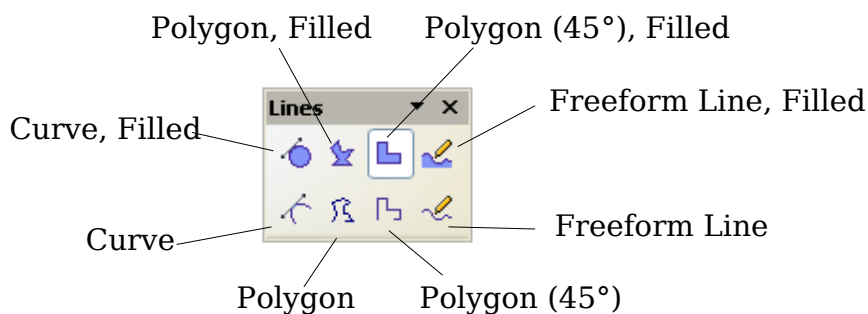 Polygon, Filled
Polygon (45°), Filled
Lines
Freeform Line, Filled
Curve, Filled
Curve
Freeform Line
Polygon
Polygon (45°)